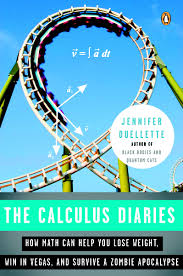 v⃗ = ∫ a⃗ dt
JENNIFER
OUELLETTE
AUTHOR OF
BLACK BODIES AND
QUANTUM CATS
THE CALCULUS DIARIES
HOW MATH CAN HELP YOU LOSE WEIGHT,
WIN IN VEGAS, AND SURVIVE A ZOMBIE APOCALYPSE